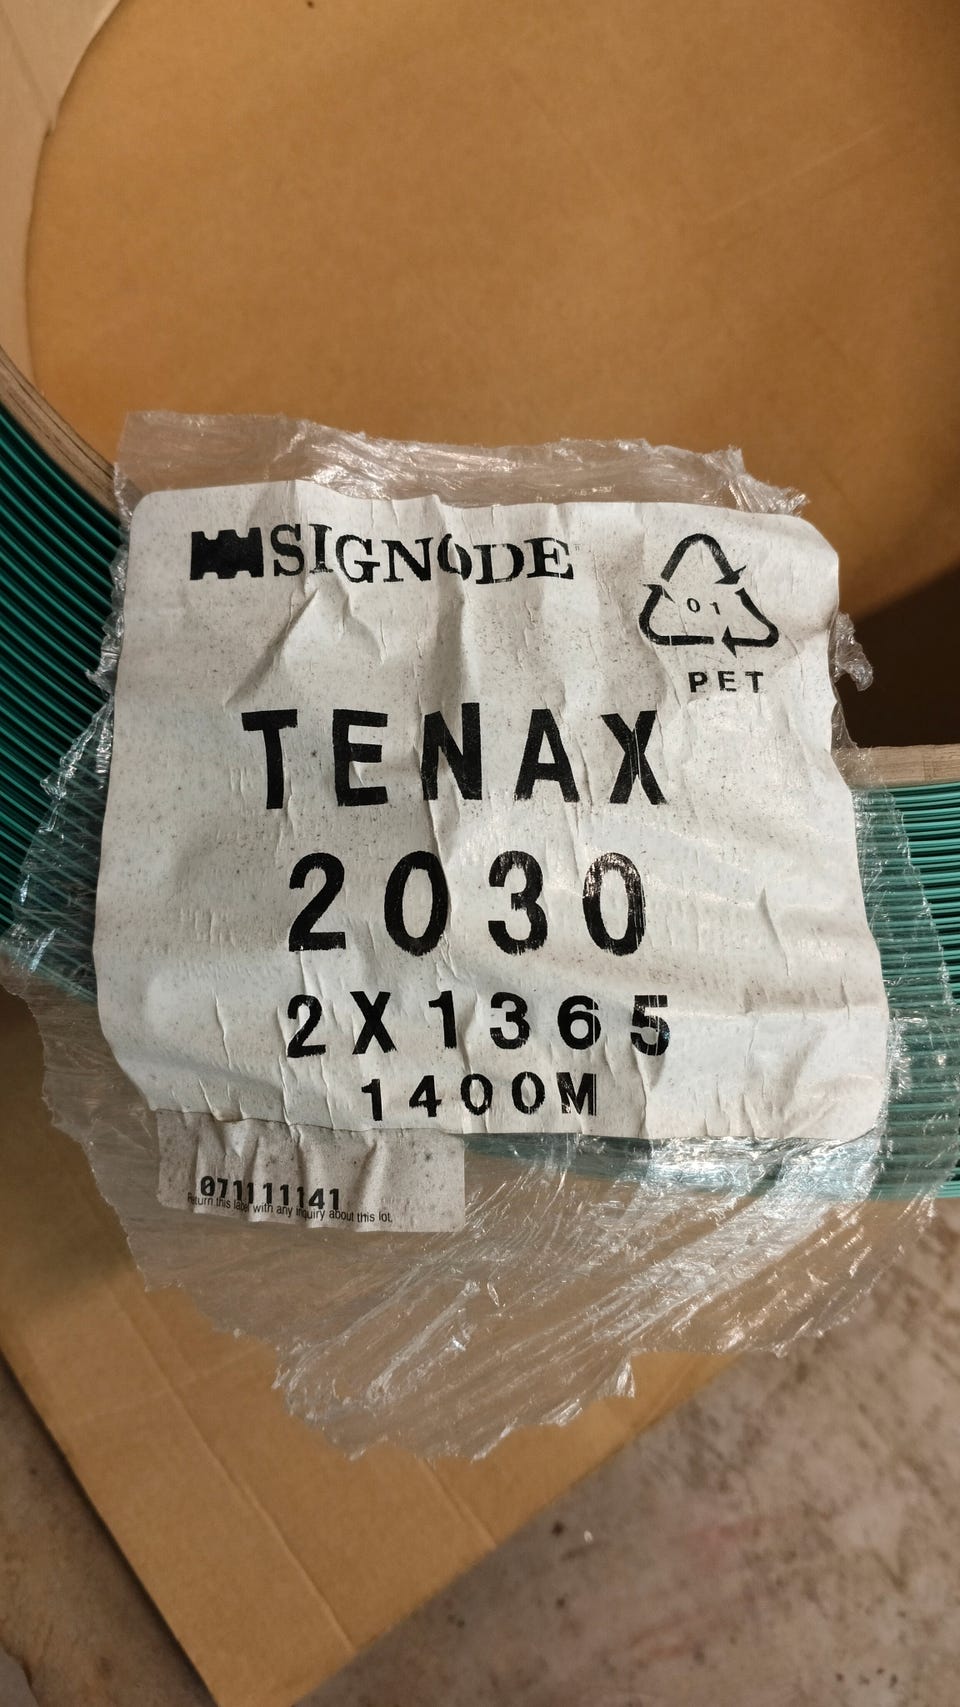 SIGNODE
01
PET
TENAX
2030
2X1365
1400M
071111141
Return this label with any inquiry about this lot.